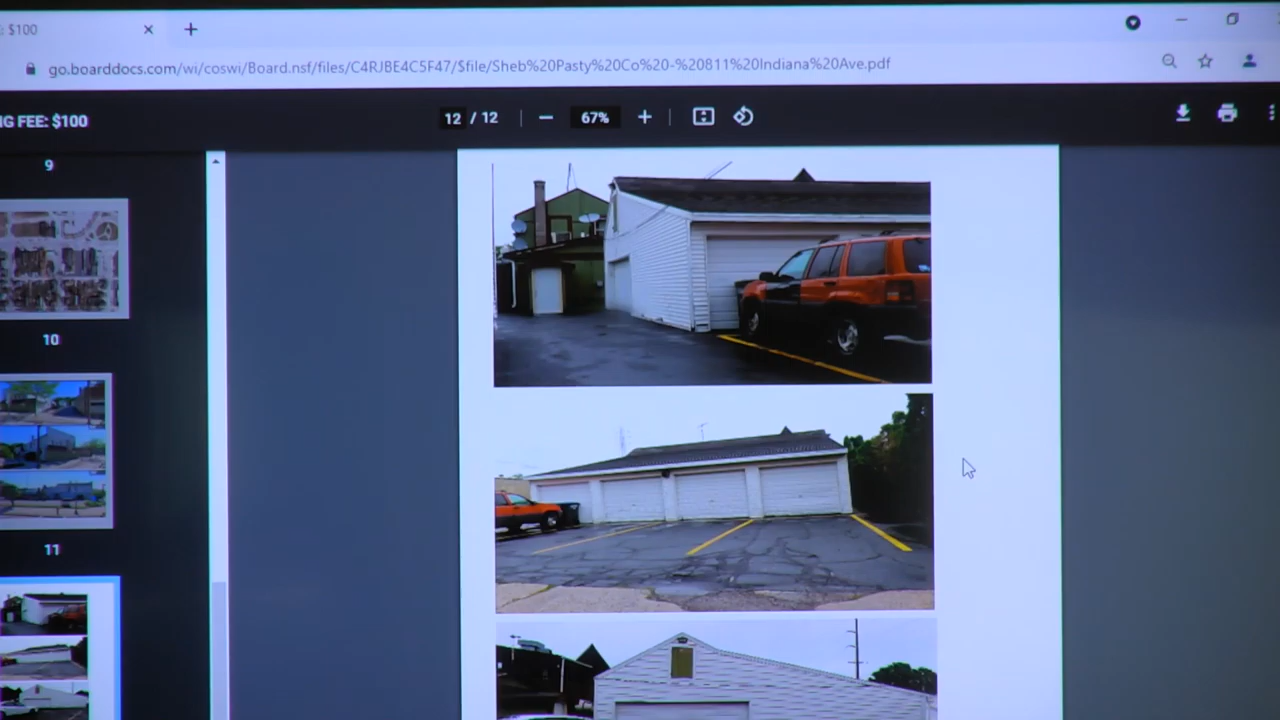 : $100
go.boarddocs.com/wi/coswi/Board.nsf/files/C4RJBE4C5F47/$file/Sheb%20Pasty%20Co%20-%20811%20Indiana%20Ave.pdf
NG FEE: $100
12 / 12
67%
9
10
11